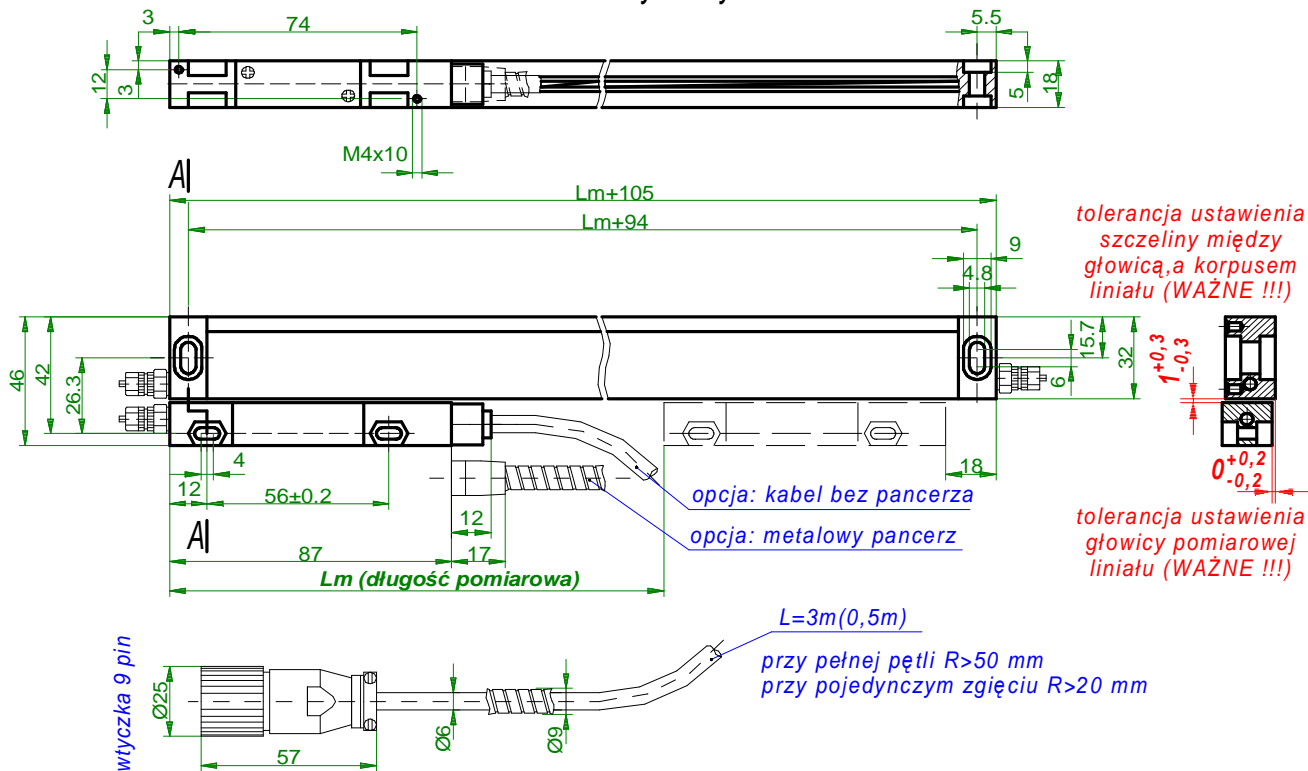 3
74
5.5
12
3
5
18
M4x10
A
Lm+105
Lm+94
9
4.8
tolerancja ustawienia
szczeliny między
głowicą,a korpusem
liniału (WAŻNE !!!)
46
42
26.3
15.7
32
6
1 +0,3 -0,3
4
12
56±0.2
18
0 +0,2 -0,2
opcja: kabel bez pancerza
12
opcja: metalowy pancerz
A
87
17
tolerancja ustawienia
głowicy pomiarowej
liniału (WAŻNE !!!)
Lm (długość pomiarowa)
L=3m(0,5m)
przy pełnej pętli R>50 mm
przy pojedynczym zgięciu R>20 mm
wtyczka 9 pin
Ø25
57
Ø6
Ø9